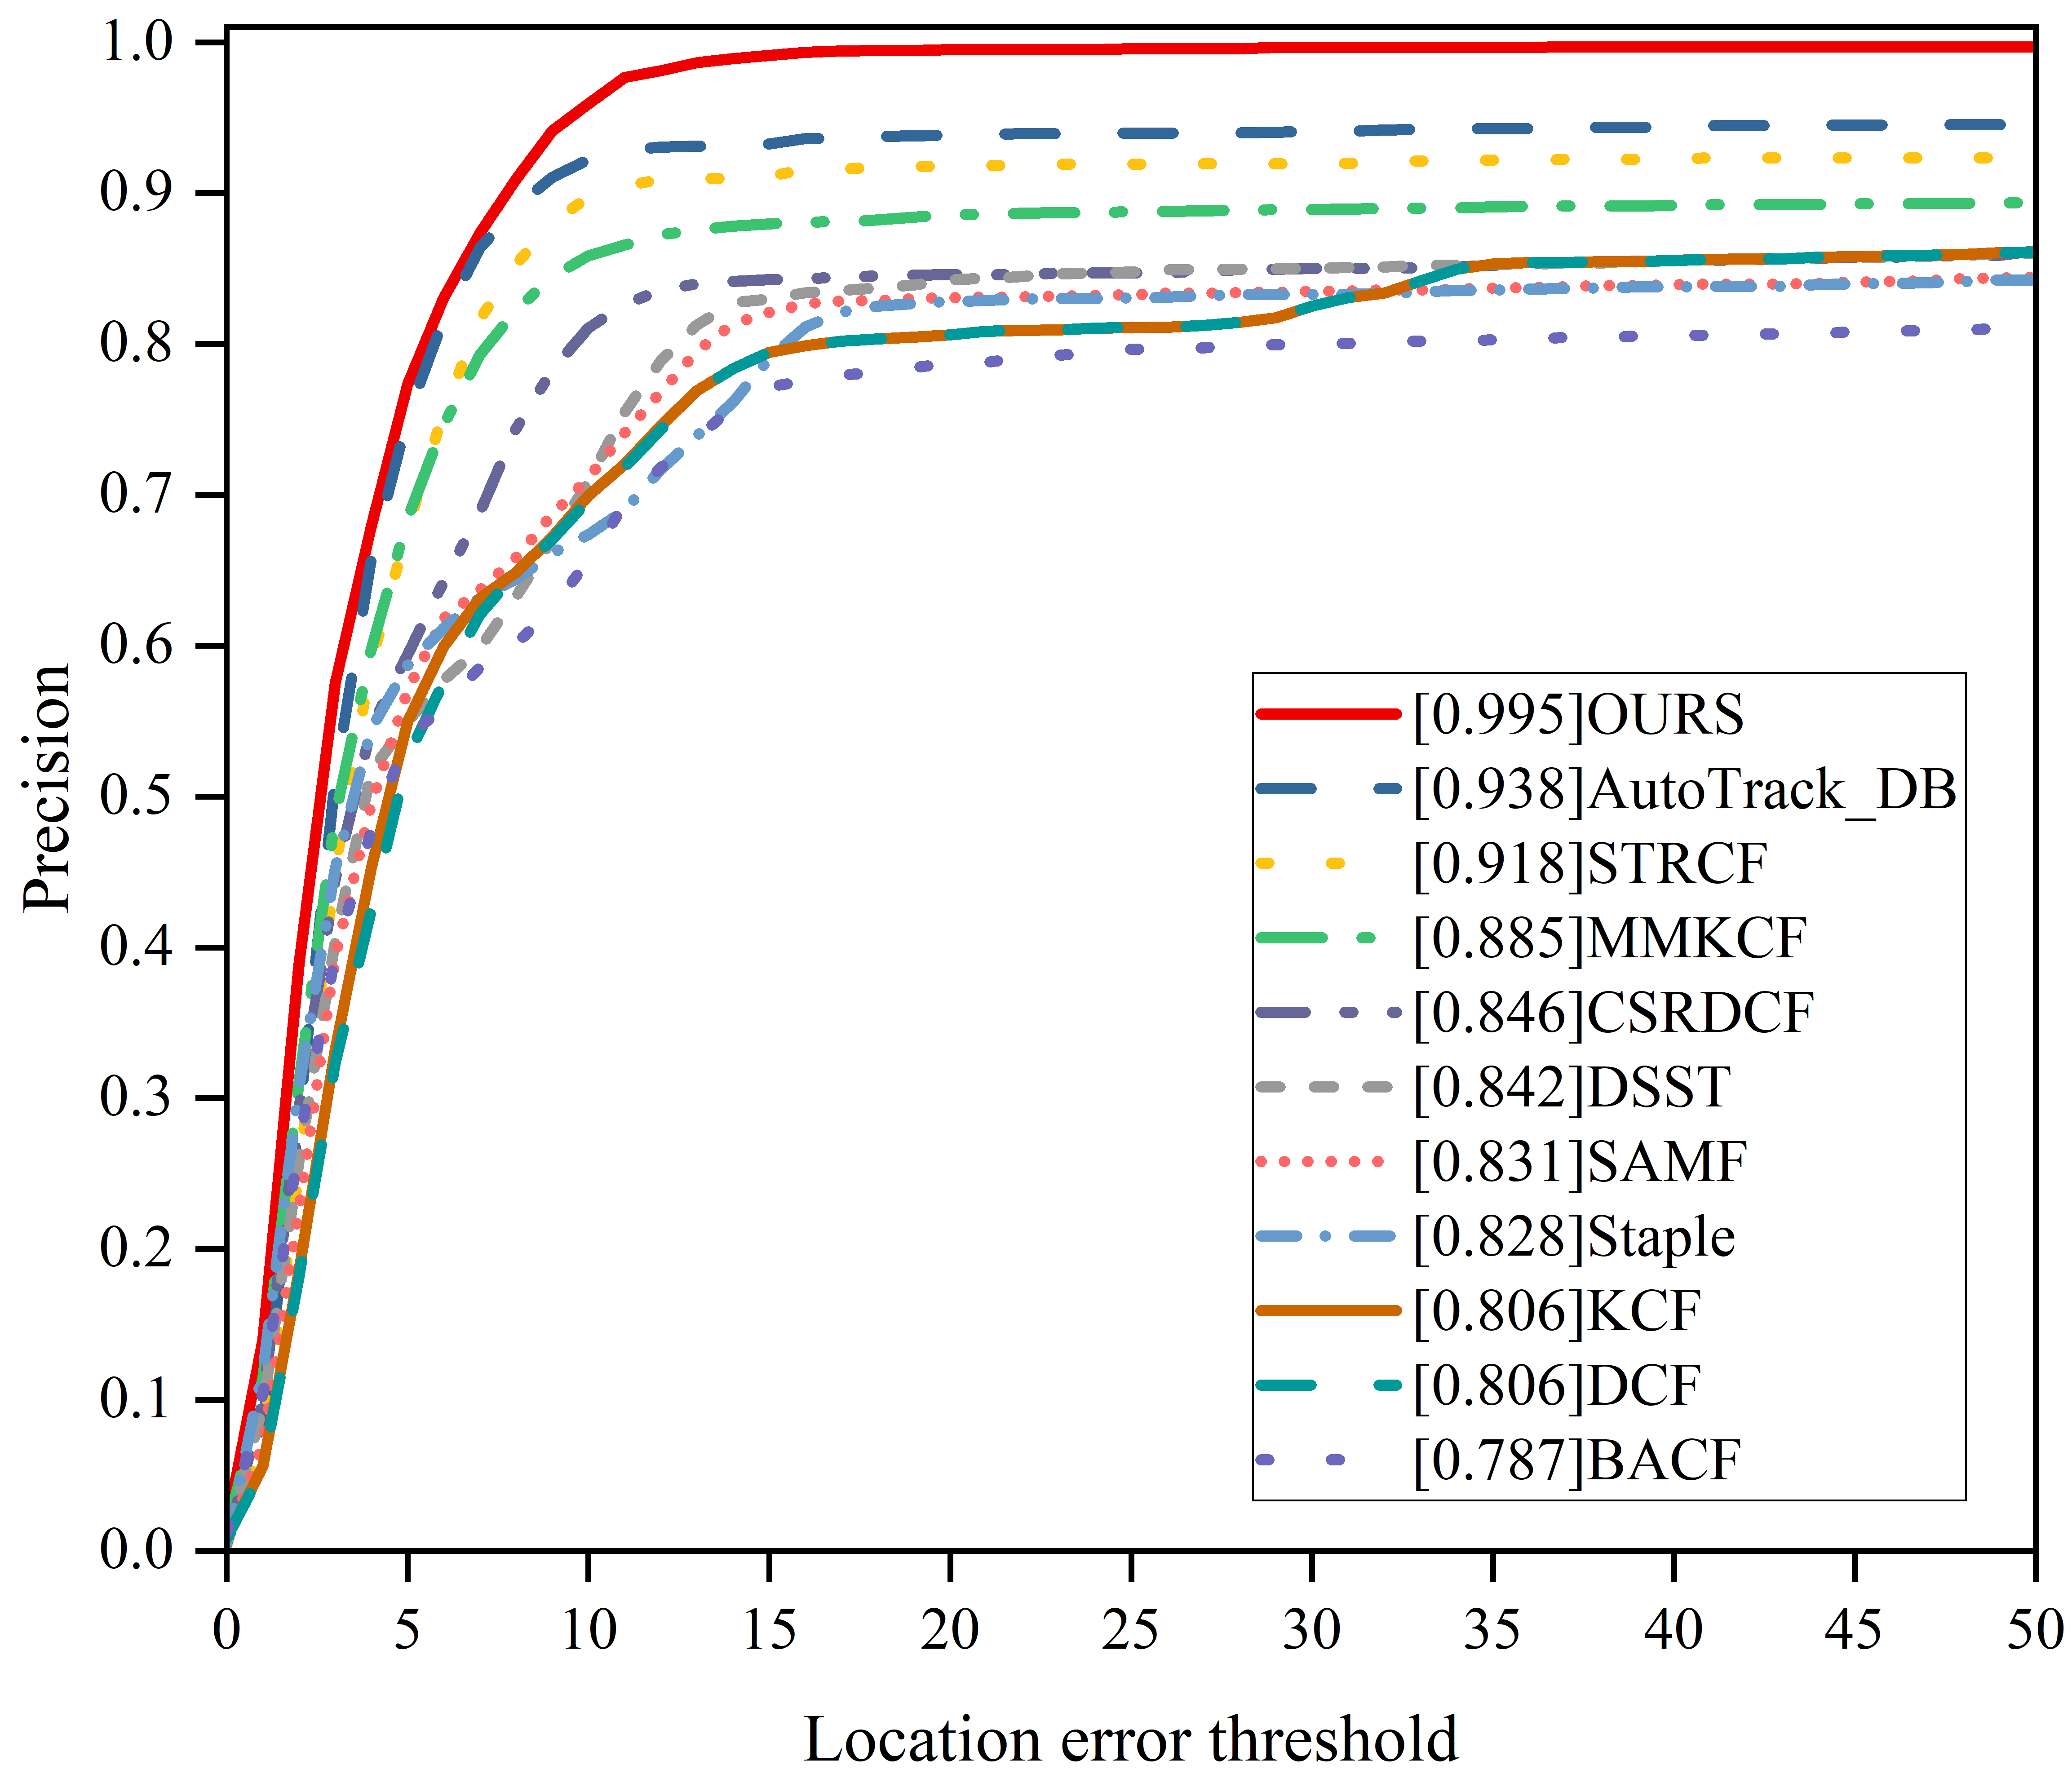 1.0
0.9
0.8
0.7
0.6
0.5
0.4
0.3
0.2
0.1
0.0
Precision
[0.995]OURS
[0.938]AutoTrack_DB
[0.918]STRCF
[0.885]MMKCF
[0.846]CSRDCF
[0.842]DSST
[0.831]SAMF
[0.828]Staple
[0.806]KCF
[0.806]DCF
[0.787]BACF
0 5 10 15 20 25 30 35 40 45 50
Location error threshold